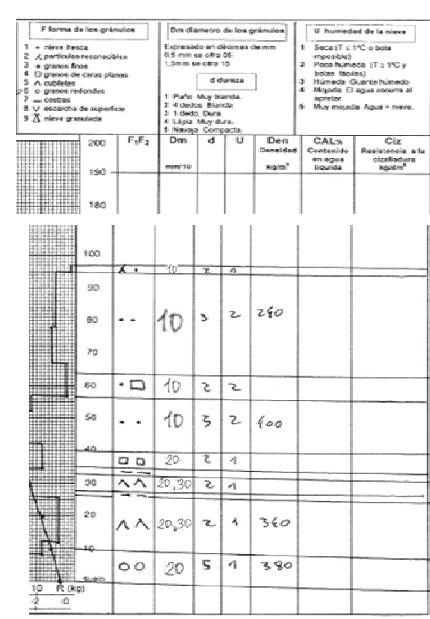 F forma de los gránulos
1 + nieve fresca
2 partículas reconocibles
3 • granos finos
4 □ granos de caras planas
5 ∧ cubiletes
6 o granos redondos
7 — costras
8 V escarcha de superficie
9 nieve granulada
Dm diametro de los gránulos
Expresado en décimas de mm
0.5 mm se cifra 05
1,5mm se cifra 15
d dureza
1 Puño Muy blanda.
2 4 dedos Blanda
3 1 dedo. Dura
4 Lápiz Muy dura.
5 Navaja Compacta.
U humedad de la nieve
1 Seca (T ≤ 1ºC o bola
imposible)
2 Poco húmeda (T ≥ 1ºC y
bolas fáciles)
3 Húmeda Guante húmedo
4 Mojada El agua escurre al
apretar.
5 Muy mojada Agua + nieve.
200 F₁F₂ Dm d U Den CAL% Ciz
Densidad Contenido Resistencia a la
en agua cizalladura
mm/10 kg/m³ líquida kg/dm²
190
180
100
• 10 2 1
90
80 • • 10 3 2 290
70
60 • □ 10 2 2
50 • • 10 3 2 400
40
□ □ 20 2 1
30 ∧ ∧ 20,30 2 1
20 ∧ ∧ 20,30 2 1 340
10
o o 20 5 1 380
suelo
10 Rt (kg)
-2 -0